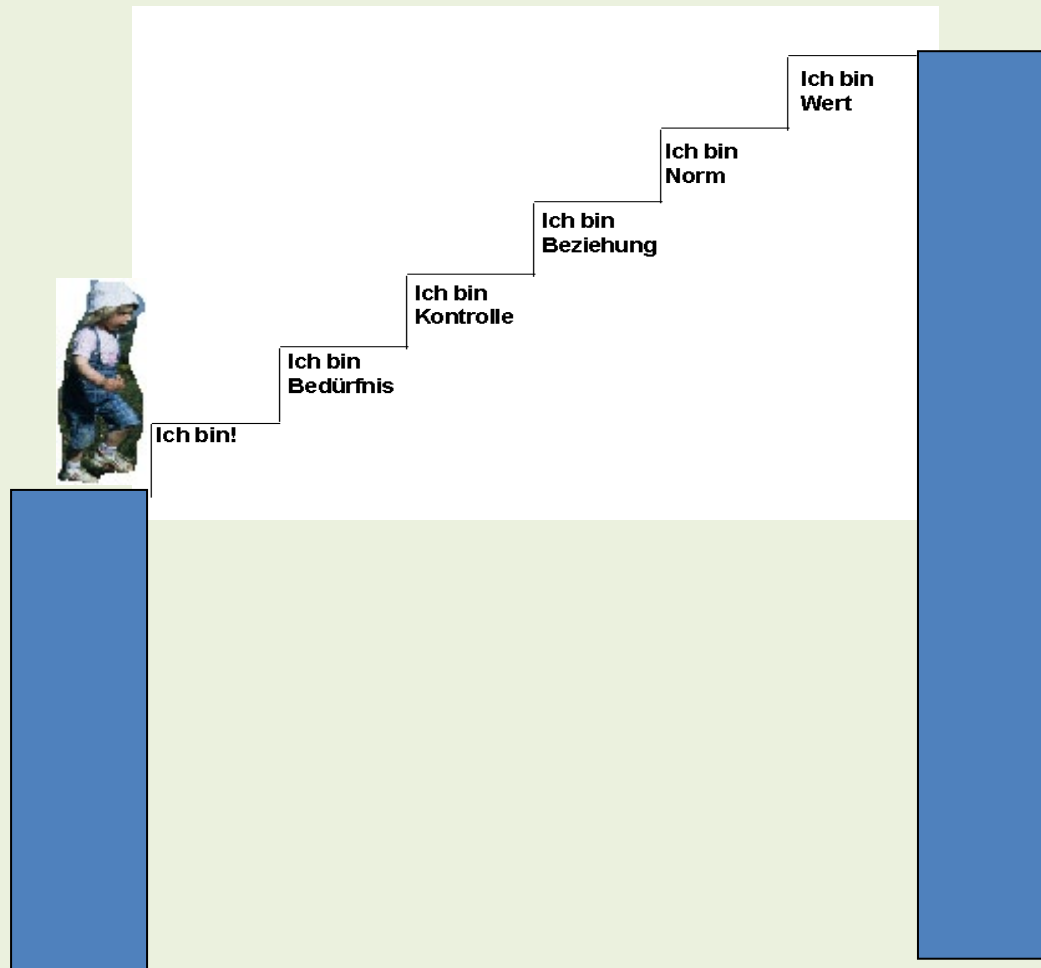 Ich bin
Wert
Ich bin
Norm
Ich bin
Beziehung
Ich bin
Kontrolle
Ich bin
Bedürfnis
Ich bin!